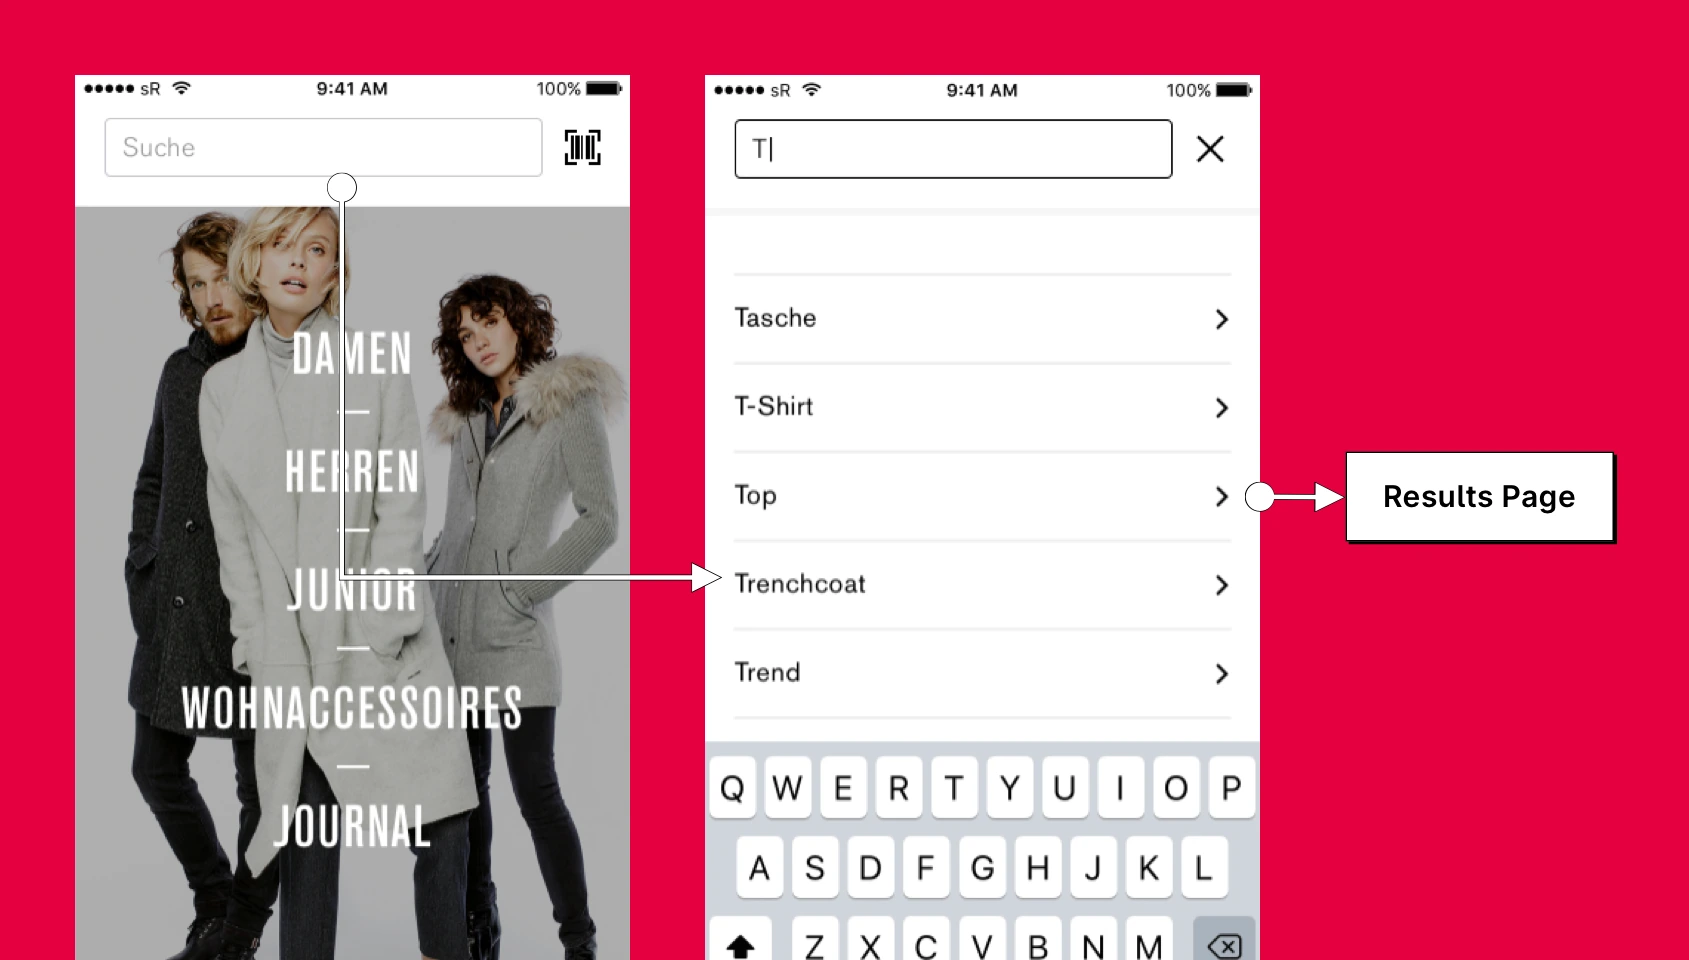 sR 9:41 AM 100%
Suche
DAMEN
HERREN
JUNIOR
WOHNACCESSOIRES
JOURNAL
sR 9:41 AM 100%
T
Tasche
T-Shirt
Top
Trenchcoat
Trend
Q W E R T Y U I O P
A S D F G H J K L
Z X C V B N M
Results Page